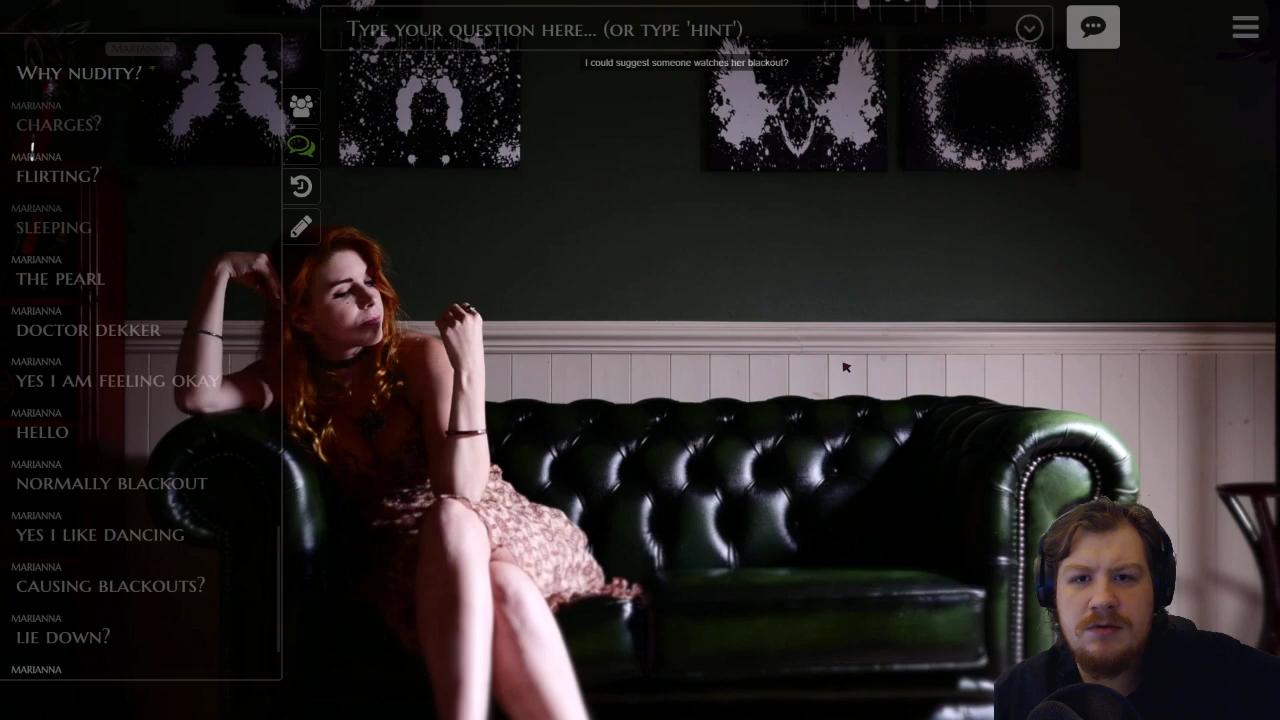 Type your question here... (or type 'hint')
I could suggest someone watches her blackout?
MARIANNA
Why nudity? *
MARIANNA
charges?
MARIANNA
flirting?
MARIANNA
sleeping
MARIANNA
the pearl
MARIANNA
doctor dekker
MARIANNA
yes i am feeling okay
MARIANNA
hello
MARIANNA
normally blackout
MARIANNA
yes i like dancing
MARIANNA
causing blackouts?
MARIANNA
lie down?
MARIANNA